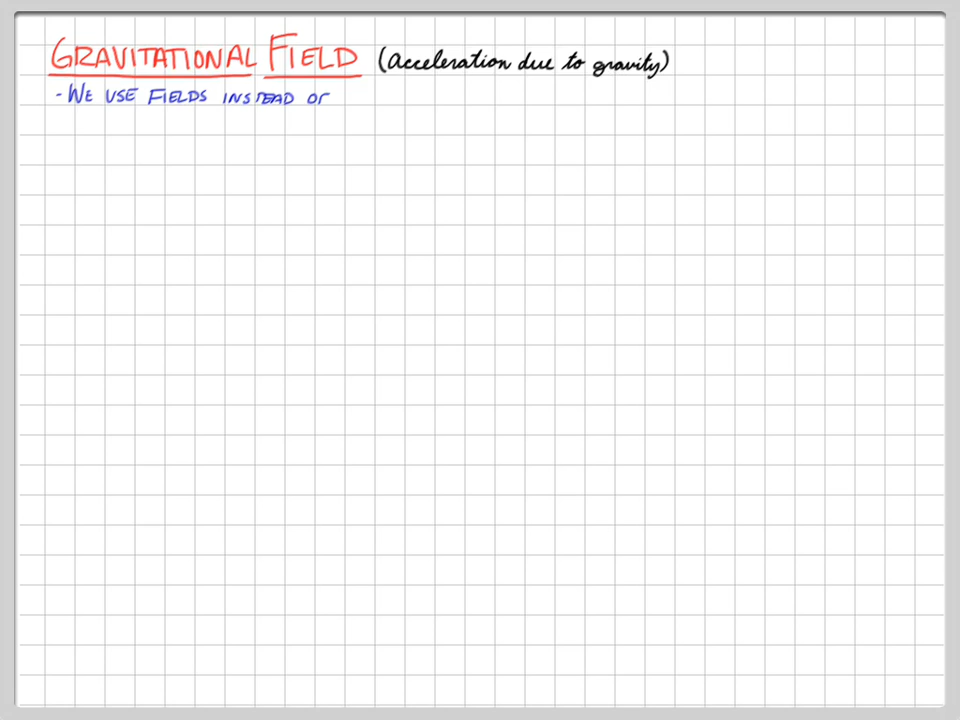 GRAVITATIONAL FIELD (Acceleration due to gravity)
- WE USE FIELDS INSTEAD OF